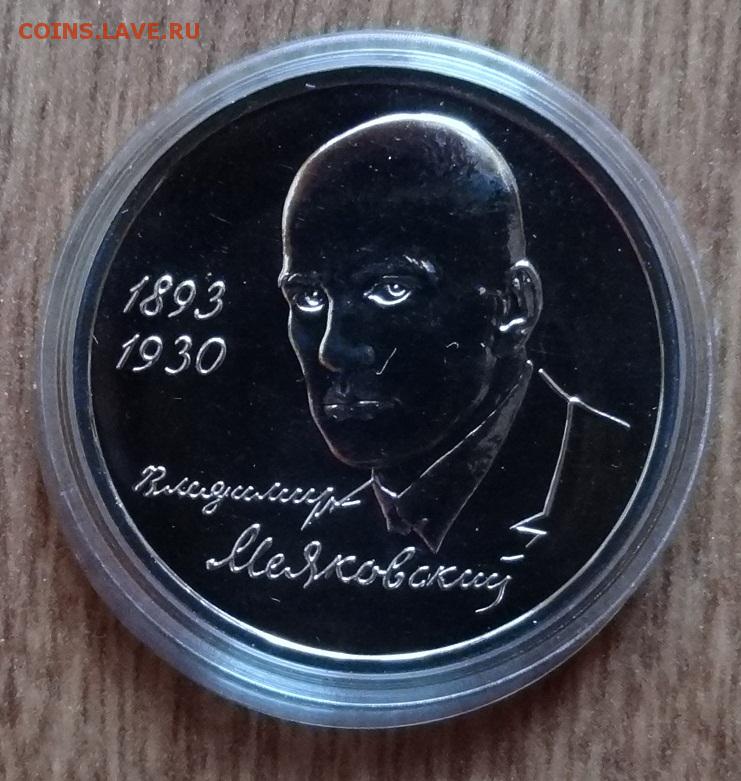 COINS.LAVE.RU
1893
1930
Владимир
Маяковский